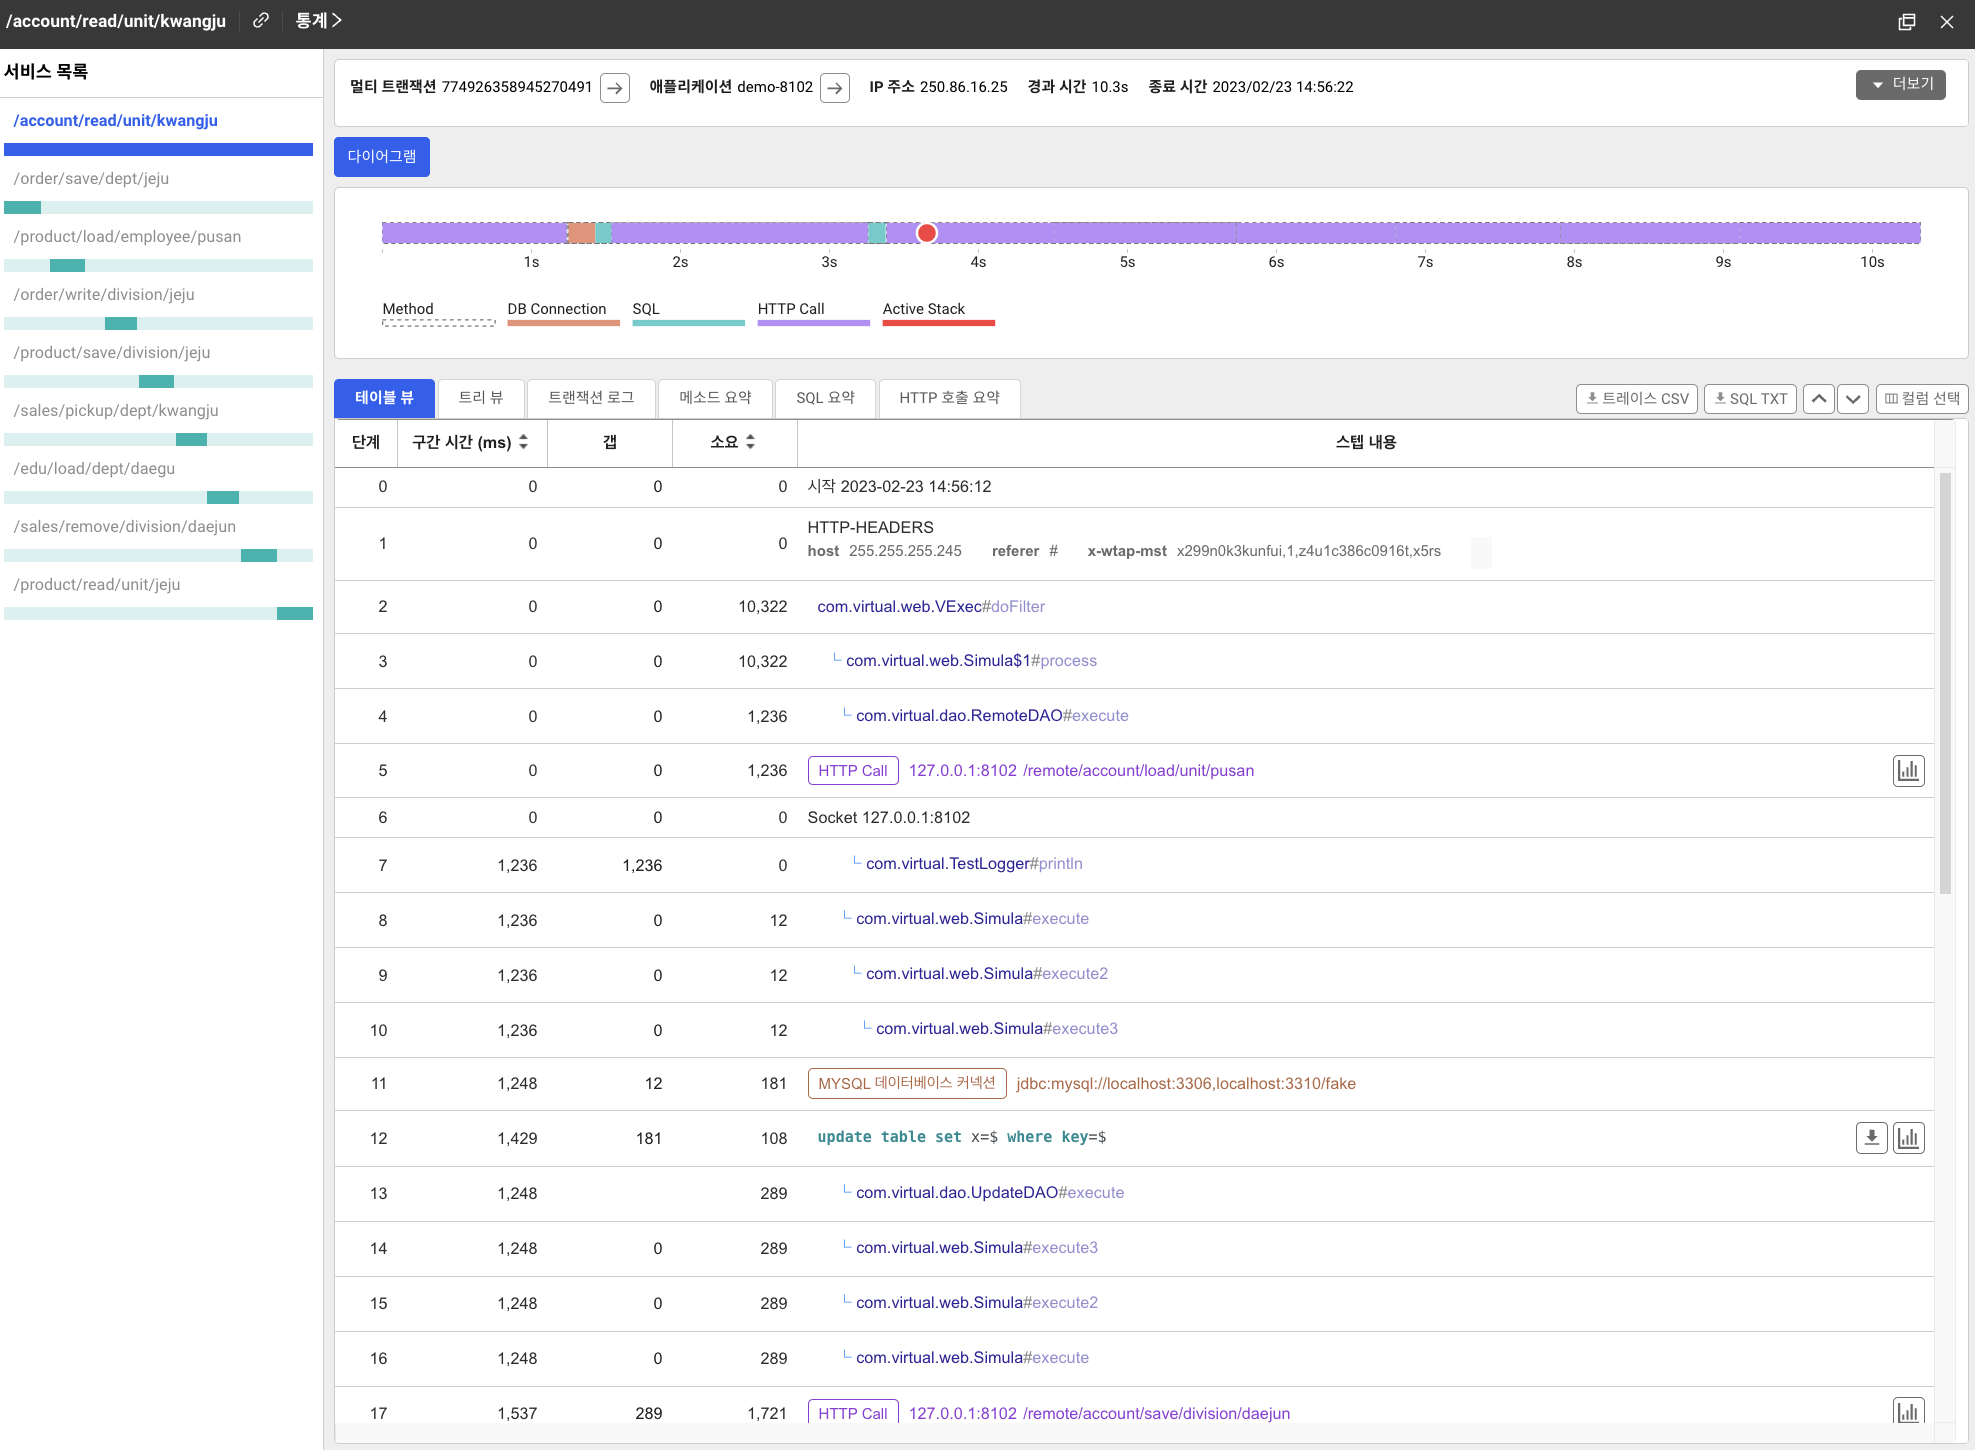 /account/read/unit/kwangju 통계
서비스 목록
/account/read/unit/kwangju
/order/save/dept/jeju
/product/load/employee/pusan
/order/write/division/jeju
/product/save/division/jeju
/sales/pickup/dept/kwangju
/edu/load/dept/daegu
/sales/remove/division/daejun
/product/read/unit/jeju
멀티 트랜잭션 774926358945270491 애플리케이션 demo-8102 IP 주소 250.86.16.25 경과 시간 10.3s 종료 시간 2023/02/23 14:56:22 더보기
다이어그램
1s 2s 3s 4s 5s 6s 7s 8s 9s 10s
Method DB Connection SQL HTTP Call Active Stack
테이블 뷰 트리 뷰 트랜잭션 로그 메소드 요약 SQL 요약 HTTP 호출 요약 트레이스 CSV SQL TXT 컬럼 선택
단계 구간 시간 (ms) 갭 소요 스텝 내용
0 0 0 0 시작 2023-02-23 14:56:12
1 0 0 0 HTTP-HEADERS
host 255.255.255.245 referer # x-wtap-mst x299n0k3kunfui,1,z4u1c386c0916t,x5rs
2 0 0 10,322 com.virtual.web.VExec#doFilter
3 0 0 10,322 com.virtual.web.Simula$1#process
4 0 0 1,236 com.virtual.dao.RemoteDAO#execute
5 0 0 1,236 HTTP Call 127.0.0.1:8102 /remote/account/load/unit/pusan
6 0 0 0 Socket 127.0.0.1:8102
7 1,236 1,236 0 com.virtual.TestLogger#println
8 1,236 0 12 com.virtual.web.Simula#execute
9 1,236 0 12 com.virtual.web.Simula#execute2
10 1,236 0 12 com.virtual.web.Simula#execute3
11 1,248 12 181 MYSQL 데이터베이스 커넥션 jdbc:mysql://localhost:3306,localhost:3310/fake
12 1,429 181 108 update table set x=$ where key=$
13 1,248 289 com.virtual.dao.UpdateDAO#execute
14 1,248 0 289 com.virtual.web.Simula#execute3
15 1,248 0 289 com.virtual.web.Simula#execute2
16 1,248 0 289 com.virtual.web.Simula#execute
17 1,537 289 1,721 HTTP Call 127.0.0.1:8102 /remote/account/save/division/daejun